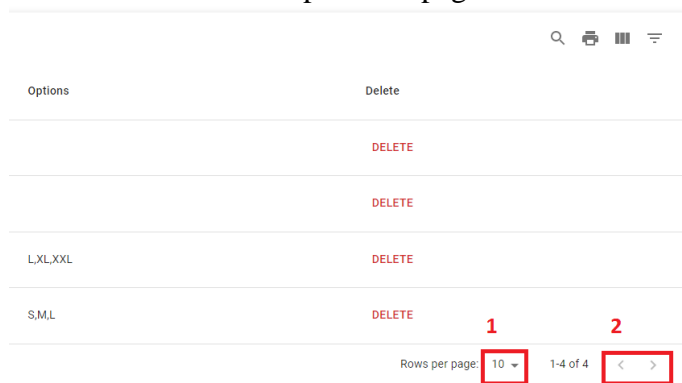 Options Delete
DELETE
DELETE
L,XL,XXL DELETE
S,M,L DELETE
1 2
Rows per page: 10 1-4 of 4